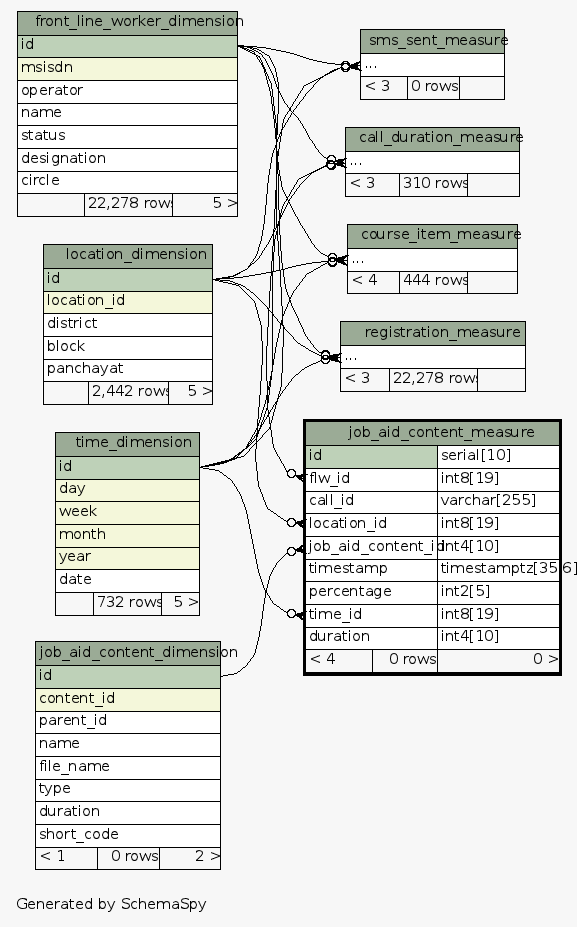 front_line_worker_dimension
id
msisdn
operator
name
status
designation
circle
22,278 rows 5 >
sms_sent_measure
...
< 3 0 rows
call_duration_measure
...
< 3 310 rows
location_dimension
id
location_id
district
block
panchayat
2,442 rows 5 >
course_item_measure
...
< 4 444 rows
registration_measure
...
< 3 22,278 rows
time_dimension
id
day
week
month
year
date
732 rows 5 >
job_aid_content_measure
id serial[10]
flw_id int8[19]
call_id varchar[255]
location_id int8[19]
job_aid_content_id int4[10]
timestamp timestamptz[35,6]
percentage int2[5]
time_id int8[19]
duration int4[10]
< 4 0 rows 0 >
job_aid_content_dimension
id
content_id
parent_id
name
file_name
type
duration
short_code
< 1 0 rows 2 >
Generated by SchemaSpy